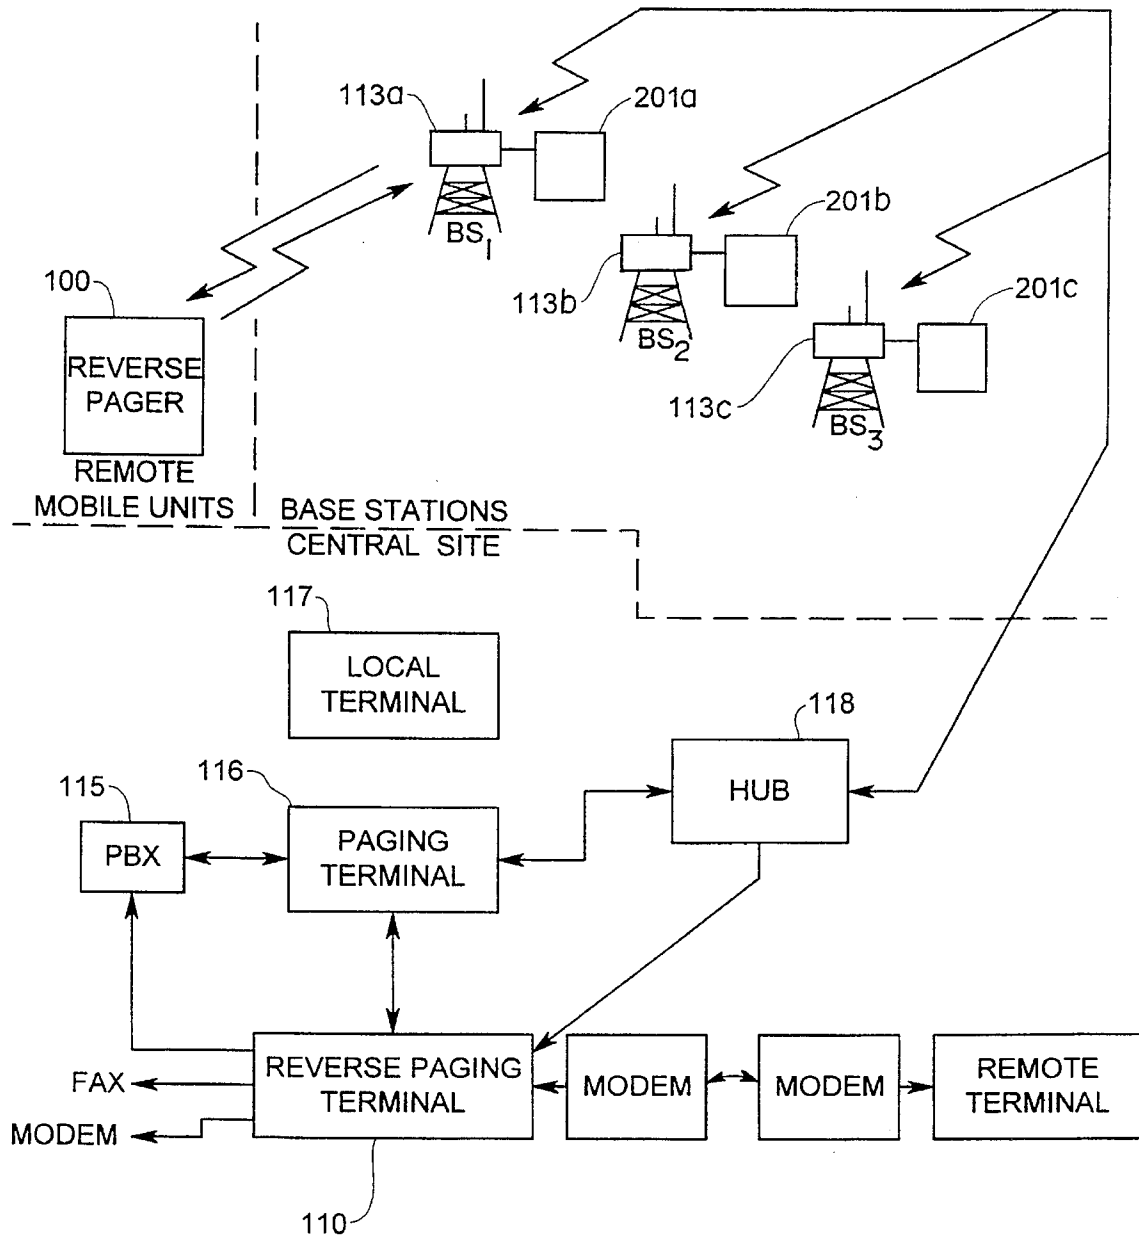 113a
201a
BS1
201b
113b
BS2
201c
113c
BS3
100
REVERSE
PAGER
REMOTE
MOBILE UNITS
BASE STATIONS
CENTRAL SITE
117
LOCAL
TERMINAL
118
HUB
116
115
PBX
PAGING
TERMINAL
REVERSE PAGING
TERMINAL
MODEM
MODEM
REMOTE
TERMINAL
FAX
MODEM
110